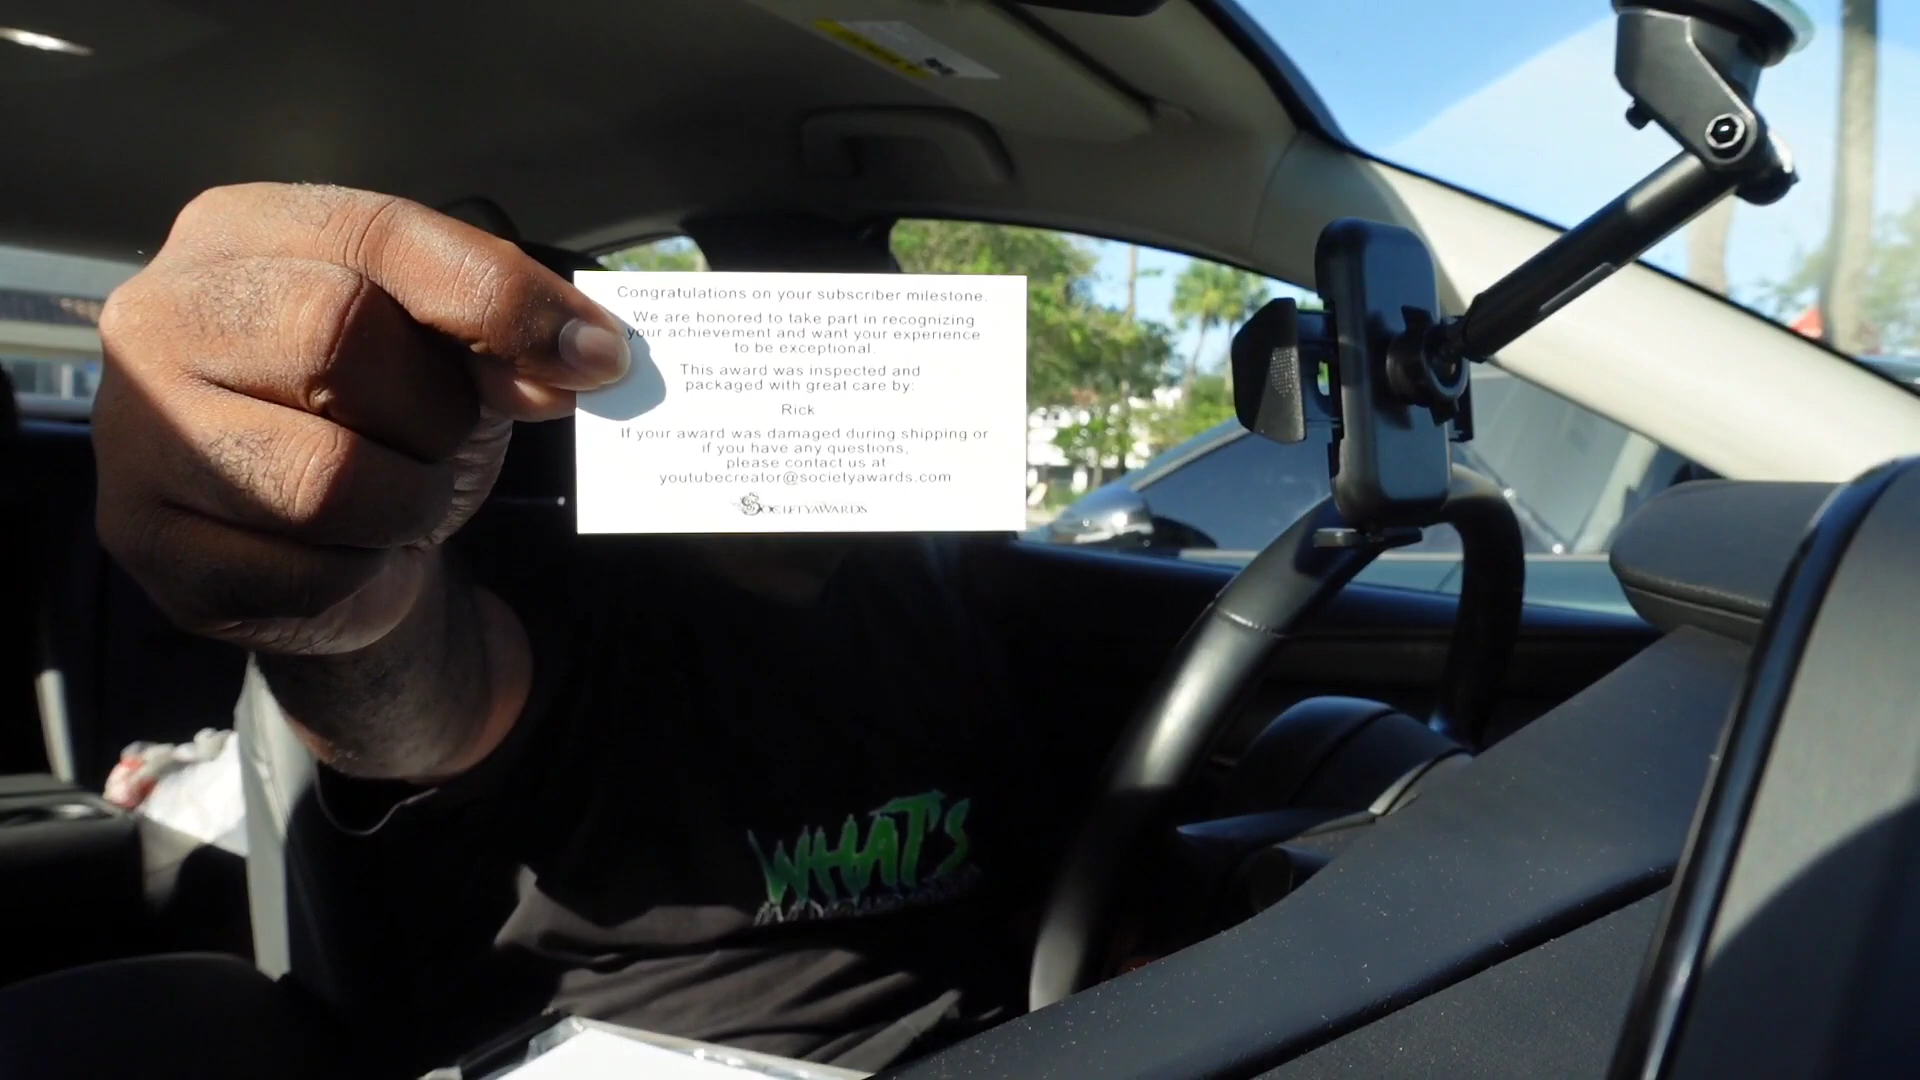 Congratulations on your subscriber milestone.
We are honored to take part in recognizing
your achievement and want your experience
to be exceptional.
This award was inspected and
packaged with great care by:
Rick
If your award was damaged during shipping or
if you have any questions,
please contact us at
youtubecreator@societyawards.com
SOCIETYAWARDS
WHAT'S